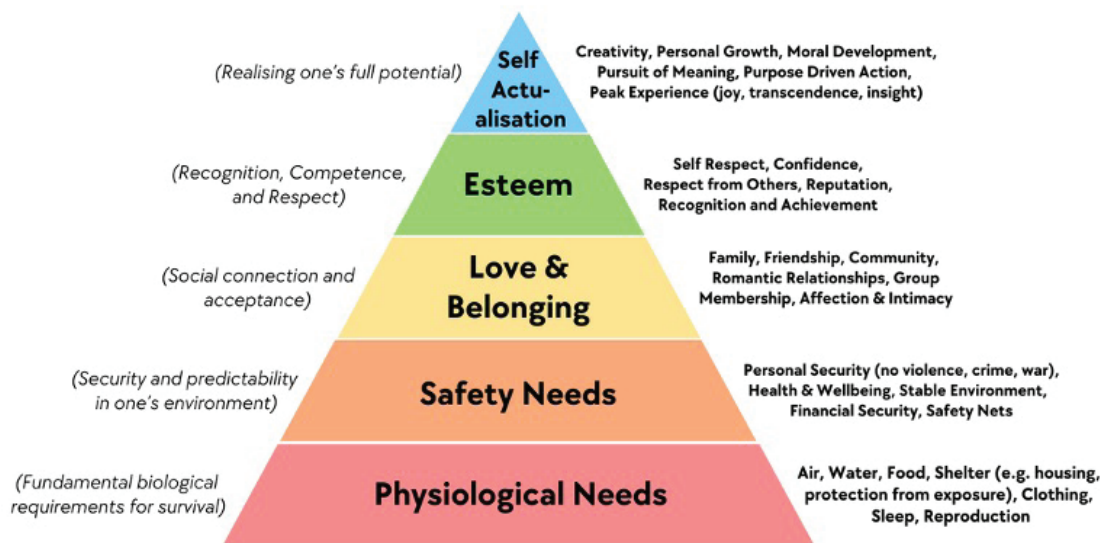 (Realising one's full potential)
Self
Actu-
alisation
Creativity, Personal Growth, Moral Development,
Pursuit of Meaning, Purpose Driven Action,
Peak Experience (joy, transcendence, insight)
(Recognition, Competence,
and Respect)
Esteem
Self Respect, Confidence,
Respect from Others, Reputation,
Recognition and Achievement
(Social connection and
acceptance)
Love &
Belonging
Family, Friendship, Community,
Romantic Relationships, Group
Membership, Affection & Intimacy
(Security and predictability
in one's environment)
Safety Needs
Personal Security (no violence, crime, war),
Health & Wellbeing, Stable Environment,
Financial Security, Safety Nets
(Fundamental biological
requirements for survival)
Physiological Needs
Air, Water, Food, Shelter (e.g. housing,
protection from exposure), Clothing,
Sleep, Reproduction